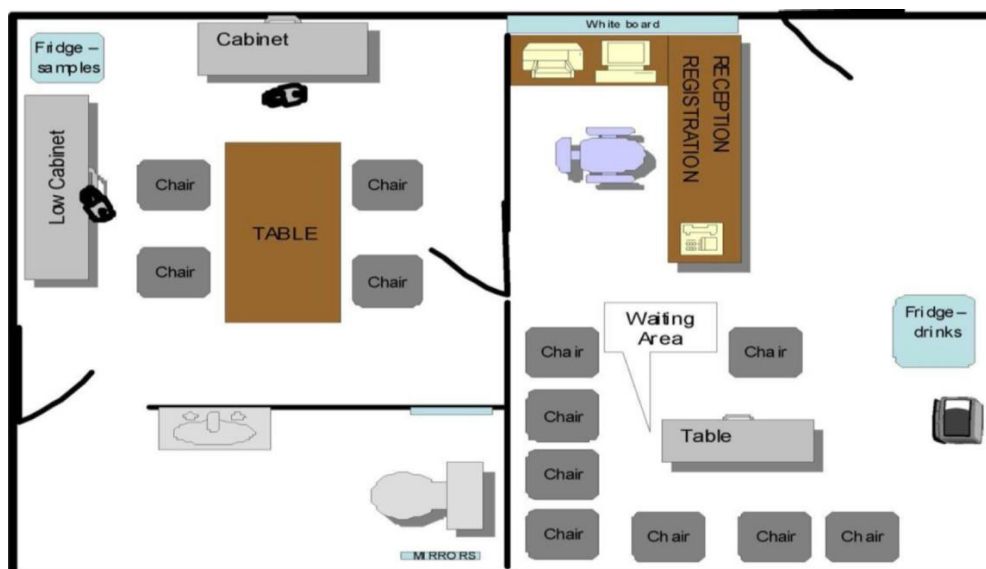 White board
Cabinet
Fridge –
samples
RECEPTION
REGISTRATION
Low Cabinet
Chair
Chair
TABLE
Chair
Chair
Fridge –
drinks
Waiting
Area
Chair
Chair
Chair
Table
Chair
Chair
Chair
Chair
Chair
MIRRORS